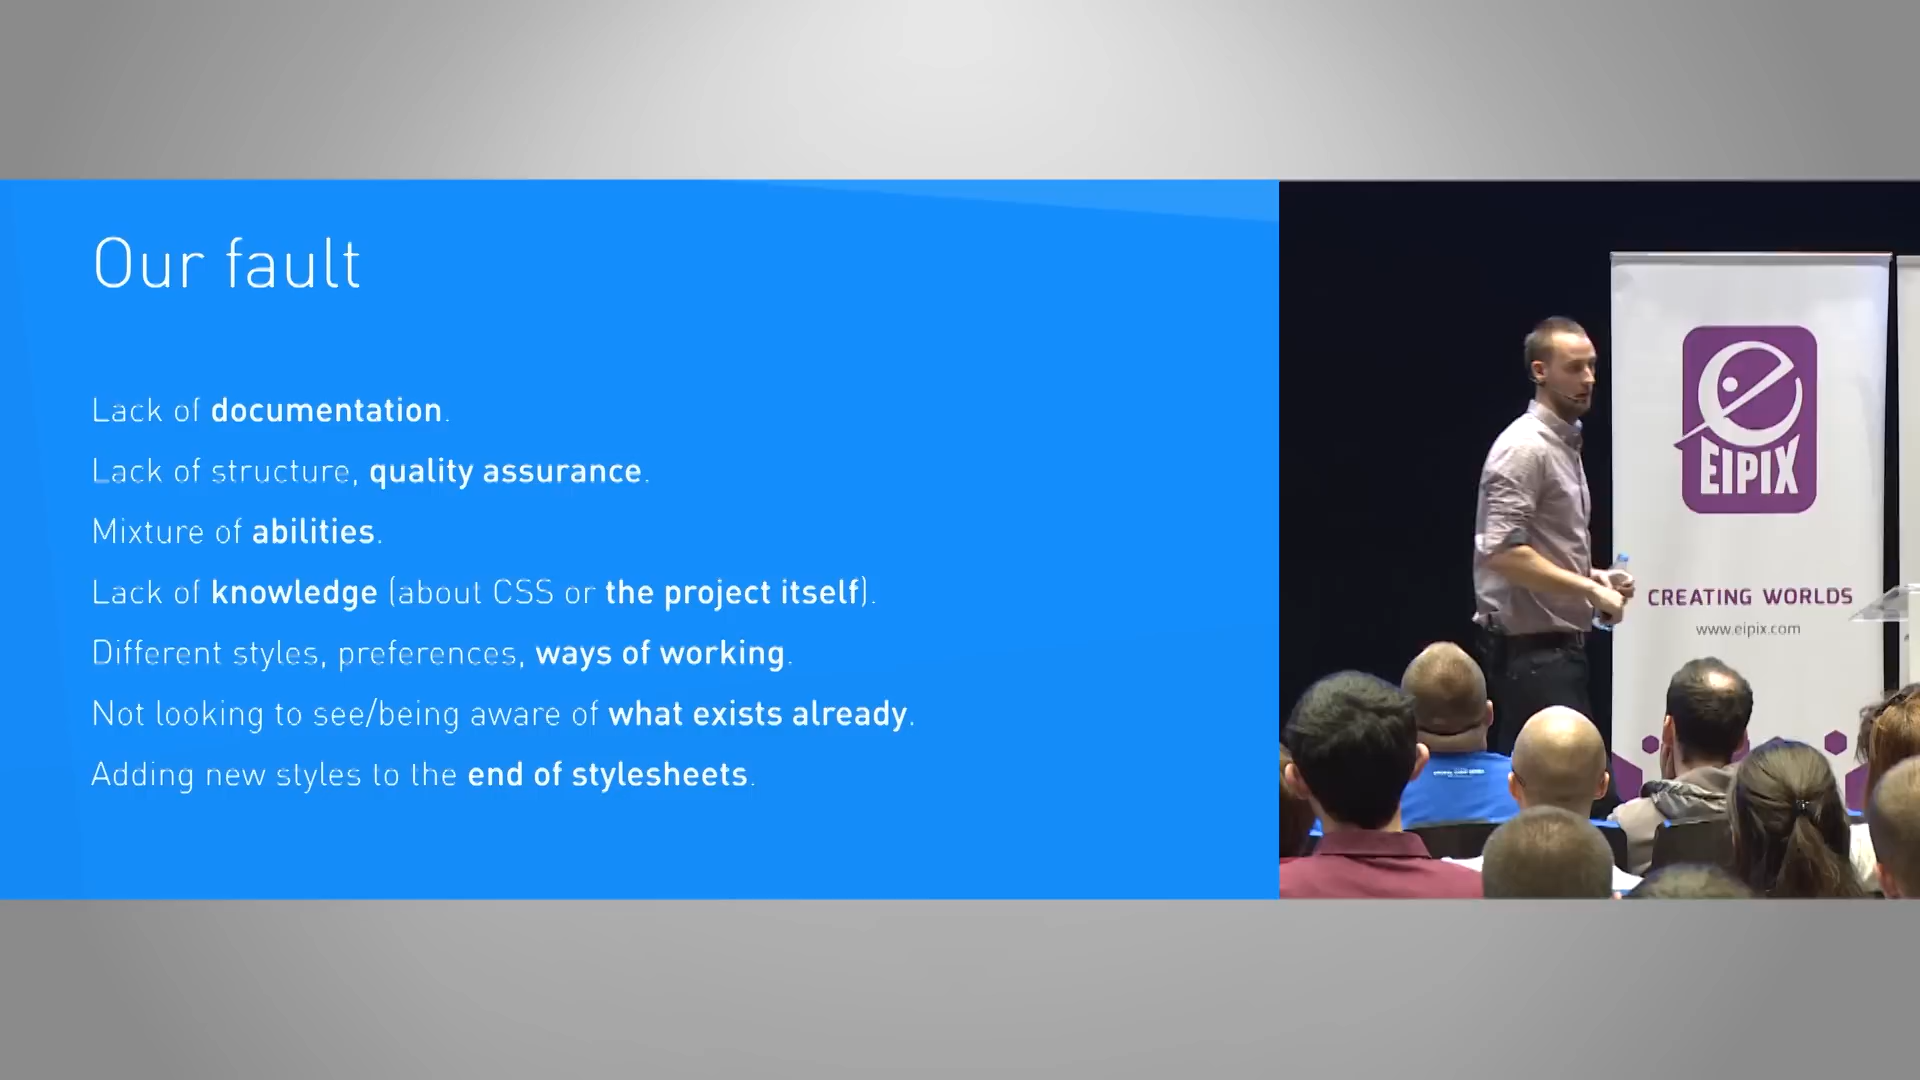 Our fault
Lack of documentation.
Lack of structure, quality assurance.
Mixture of abilities.
Lack of knowledge (about CSS or the project itself).
Different styles, preferences, ways of working.
Not looking to see/being aware of what exists already.
Adding new styles to the end of stylesheets.
EIPIX
CREATING WORLDS
www.eipix.com